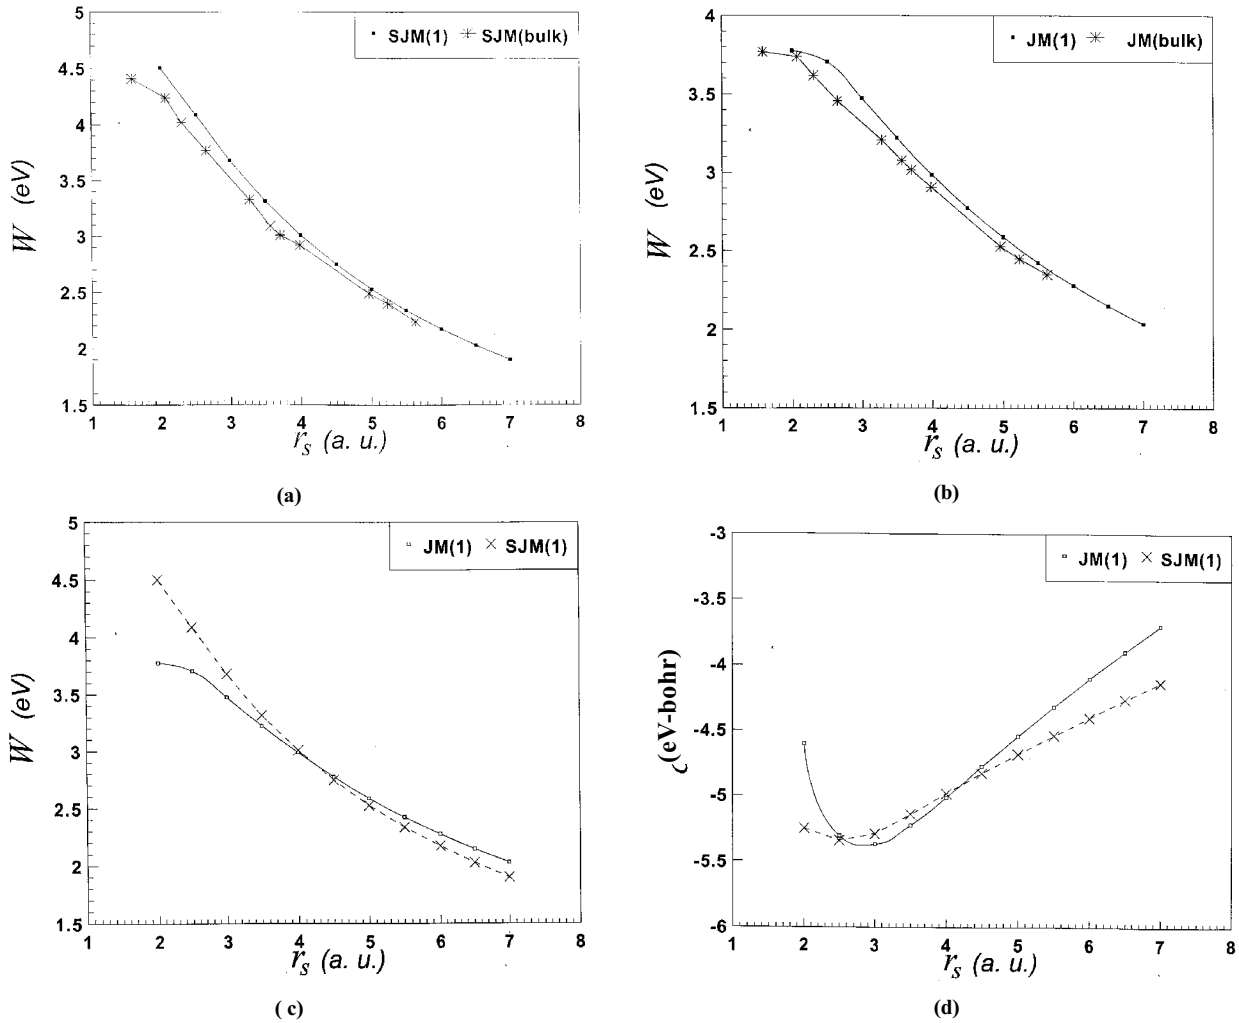 5
4.5
4
3.5
3
2.5
2
1.5
W (eV)
SJM(1) SJM(bulk)
1 2 3 4 5 6 7 8
rs (a. u.)
(a)
4
3.5
3
2.5
2
1.5
W (eV)
JM(1) JM(bulk)
1 2 3 4 5 6 7 8
rs (a. u.)
(b)
5
4.5
4
3.5
3
2.5
2
1.5
W (eV)
JM(1) SJM(1)
1 2 3 4 5 6 7 8
rs (a. u.)
( c)
-3
-3.5
-4
-4.5
-5
-5.5
-6
c(eV-bohr)
JM(1) SJM(1)
1 2 3 4 5 6 7 8
rs (a. u.)
(d)